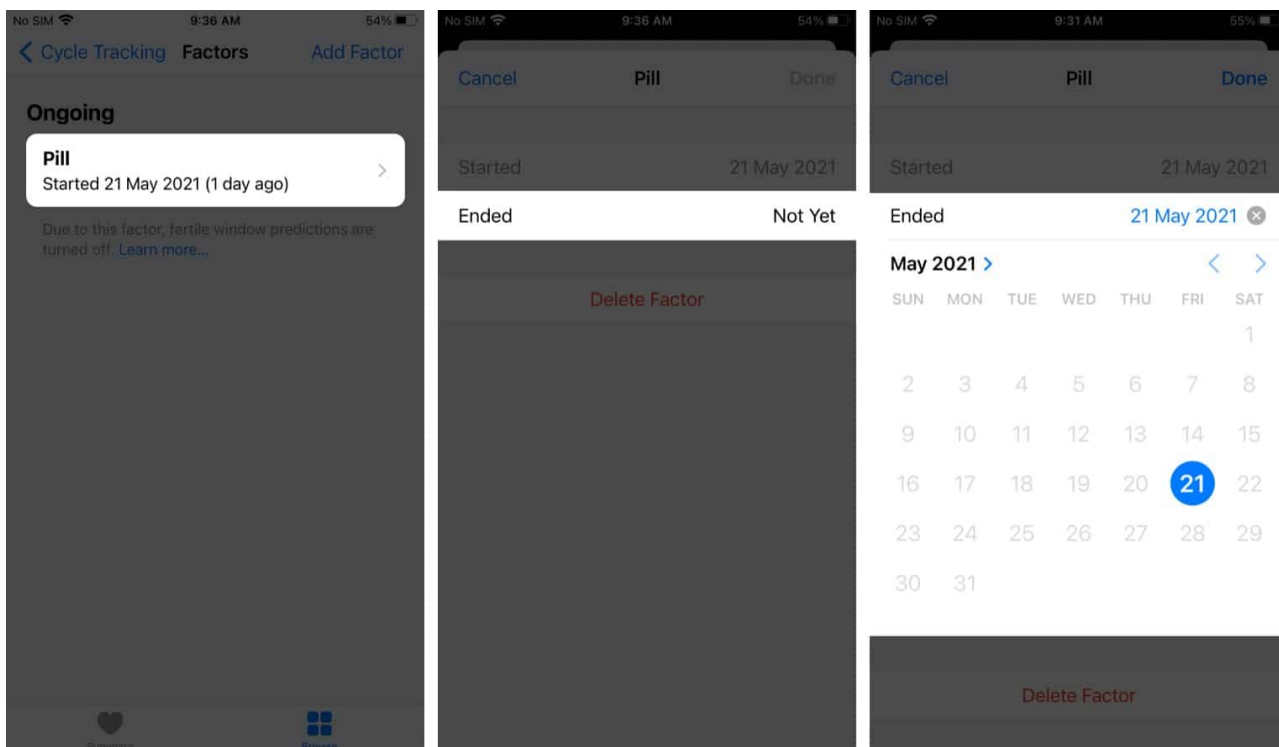 No SIM 9:36 AM 54%
Cycle Tracking Factors Add Factor
Ongoing
Pill
Started 21 May 2021 (1 day ago)
Due to this factor, fertile window predictions are
turned off. Learn more...
Summary Browse
No SIM 9:36 AM 54%
Cancel Pill Done
Started 21 May 2021
Ended Not Yet
Delete Factor
No SIM 9:31 AM 55%
Cancel Pill Done
Started 21 May 2021
Ended 21 May 2021
May 2021
SUN MON TUE WED THU FRI SAT
1
2 3 4 5 6 7 8
9 10 11 12 13 14 15
16 17 18 19 20 21 22
23 24 25 26 27 28 29
30 31
Delete Factor